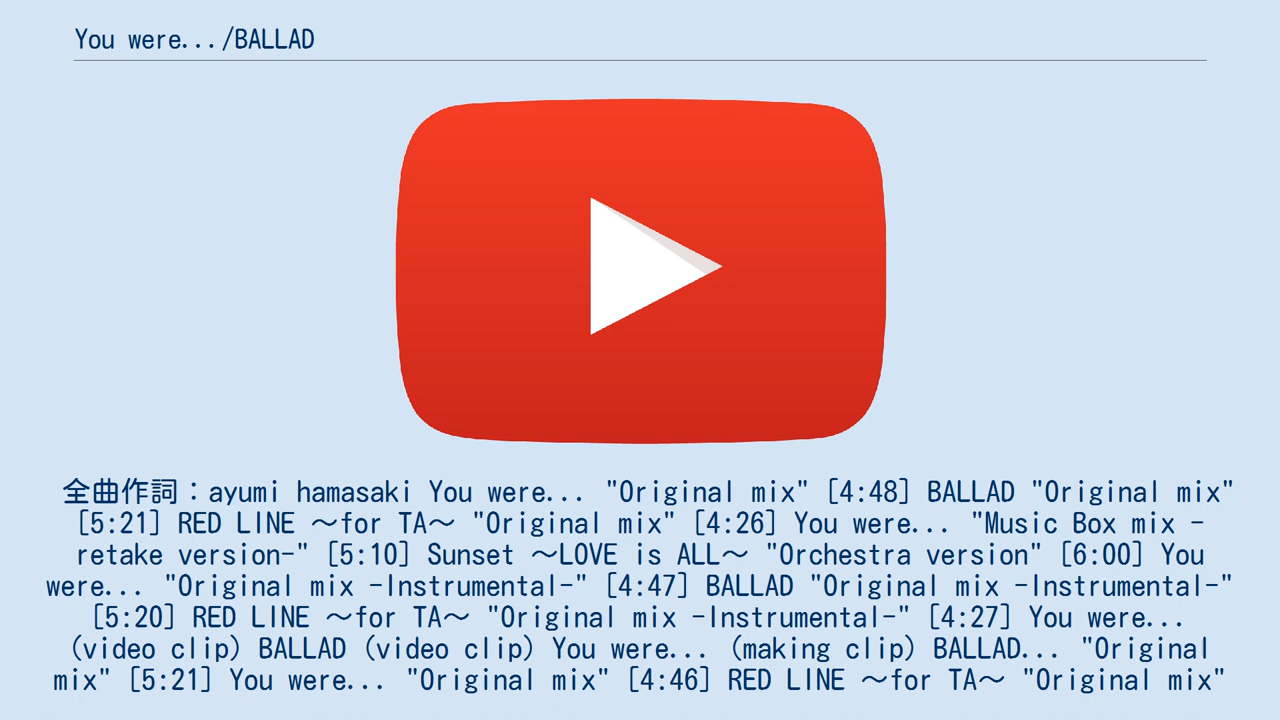 You were.../BALLAD
全曲作詞：ayumi hamasaki You were... "Original mix" [4:48] BALLAD "Original mix"
[5:21] RED LINE 〜for TA〜 "Original mix" [4:26] You were... "Music Box mix -
retake version-" [5:10] Sunset 〜LOVE is ALL〜 "Orchestra version" [6:00] You
were... "Original mix -Instrumental-" [4:47] BALLAD "Original mix -Instrumental-"
[5:20] RED LINE 〜for TA〜 "Original mix -Instrumental-" [4:27] You were...
(video clip) BALLAD (video clip) You were... (making clip) BALLAD... "Original
mix" [5:21] You were... "Original mix" [4:46] RED LINE 〜for TA〜 "Original mix"